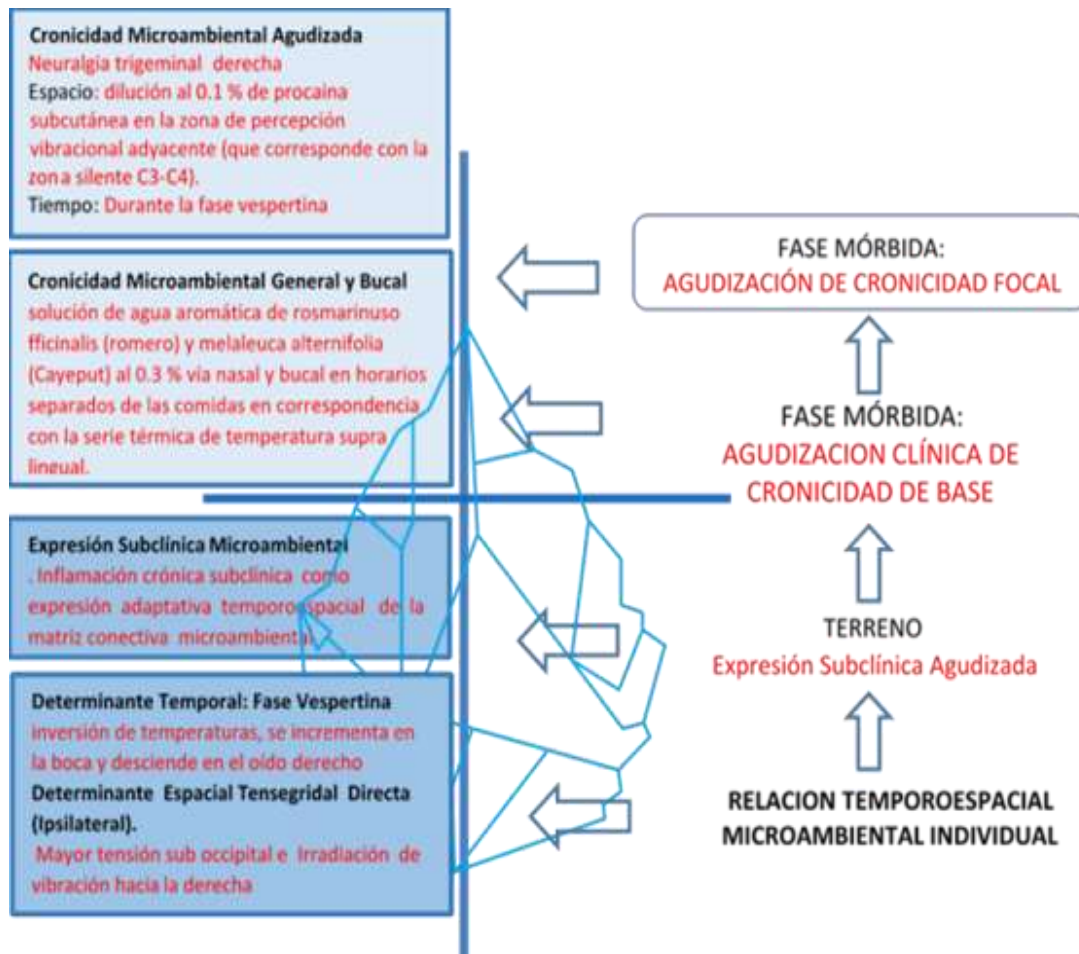 Cronicidad Microambiental Agudizada
Neuralgia trigeminal derecha
Espacio: dilución al 0.1 % de procaina
subcutánea en la zona de percepción
vibracional adyacente (que corresponde con la
zona silente C3-C4).
Tiempo: Durante la fase vespertina
Cronicidad Microambiental General y Bucal
solución de agua aromática de rosmarinuso
fficinalis (romero) y melaleuca alternifolia
(Cayeput) al 0.3 % via nasal y bucal en horarios
separados de las comidas en correspondencia
con la serie térmica de temperatura supra
lineual.
Expresión Subclínica Microambiental
. Inflamación crónica subclínica como
expresión adaptativa temporoespacial de la
matriz conectiva microambiental
Determinante Temporal: Fase Vespertina
inversión de temperaturas, se incrementa en
la boca y desciende en el oído derecho
Determinante Espacial Tensegridal Directa
(Ipsilateral).
Mayor tensión sub occipital e Irradiación de
vibración hacia la derecha
FASE MÓRBIDA:
AGUDIZACIÓN DE CRONICIDAD FOCAL
FASE MÓRBIDA:
AGUDIZACION CLÍNICA DE
CRONICIDAD DE BASE
TERRENO
Expresión Subclínica Agudizada
RELACION TEMPOROESPACIAL
MICROAMBIENTAL INDIVIDUAL